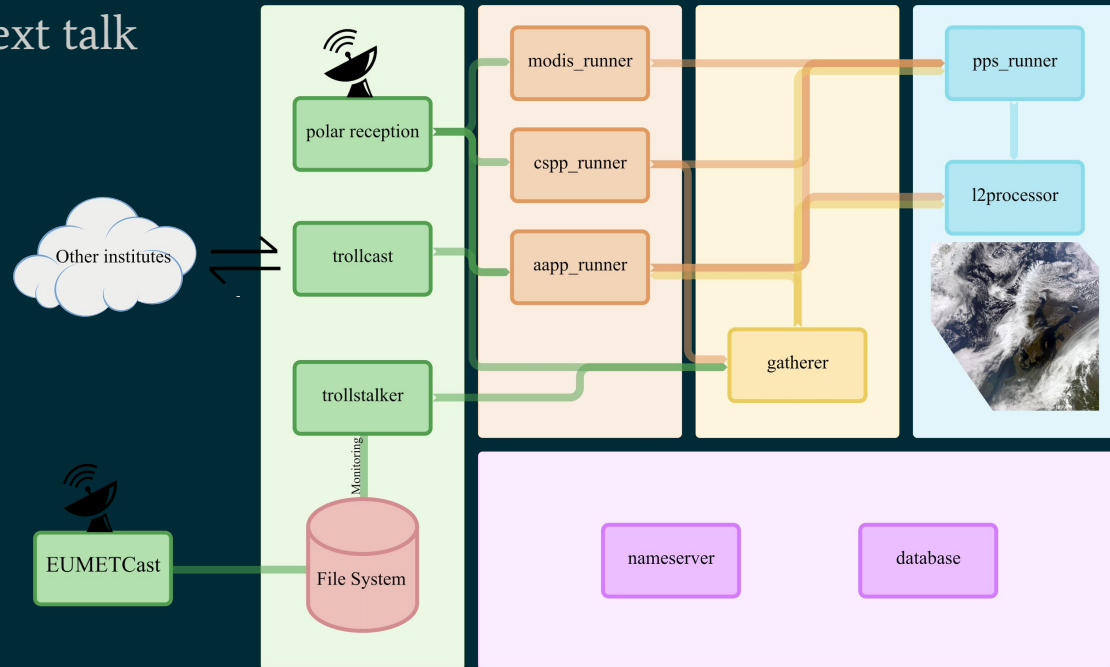 ext talk
modis_runner
pps_runner
polar reception
cspp_runner
l2processor
Other institutes
trollcast
aapp_runner
gatherer
trollstalker
Monitoring
EUMETCast
File System
nameserver
database